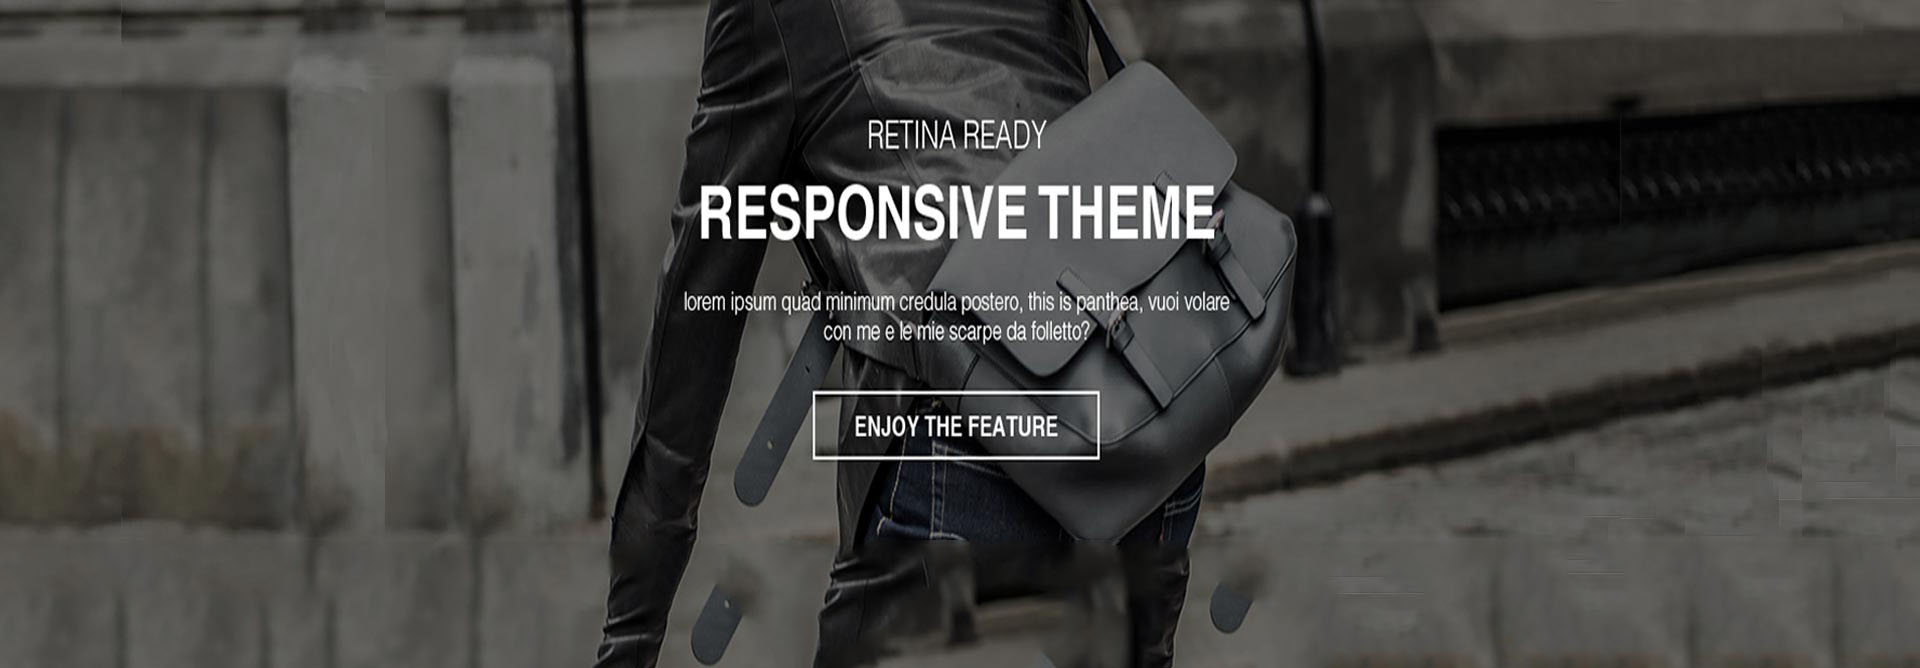 RETINA READY
RESPONSIVE THEME
lorem ipsum quad minimum credula postero, this is panthea, vuoi volare
con me e le mie scarpe da folletto?
ENJOY THE FEATURE